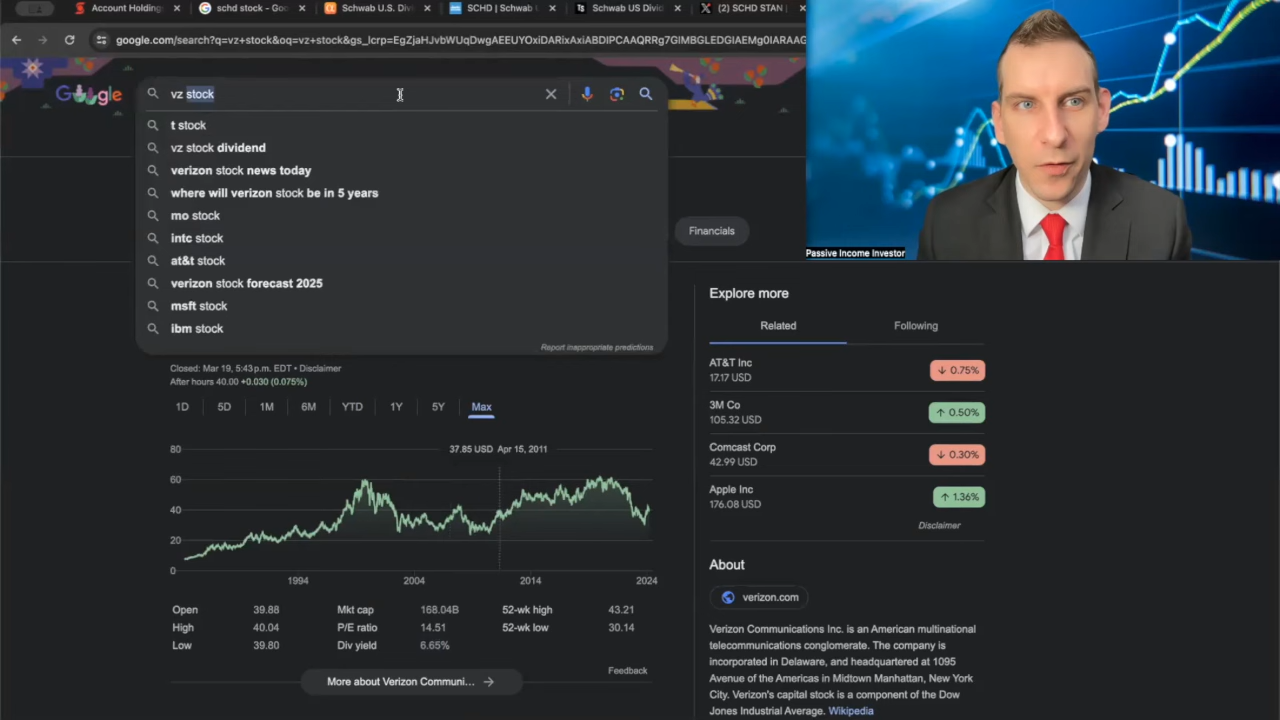 Account Holding
schd stock - Goo
Schwab U.S. Div
SCHD | Schwab
Schwab US Divid
(2) SCHD STAN
google.com/search?q=vz+stock&oq=vz+stock&gs_lcrp=
Google
vz stock
t stock
vz stock dividend
verizon stock news today
where will verizon stock be in 5 years
mo stock
intc stock
at&t stock
verizon stock forecast 2025
msft stock
ibm stock
Report inappropriate predictions
Financials
Passive Income Investor
Closed: Mar 19, 5:43 p.m. EDT • Disclaimer
After hours 40.00 +0.030 (0.075%)
1D 5D 1M 6M YTD 1Y 5Y Max
37.85 USD Apr 15, 2011
80
60
40
20
0
1994 2004 2014 2024
Open 39.88 Mkt cap 168.04B 52-wk high 43.21
High 40.04 P/E ratio 14.51 52-wk low 30.14
Low 39.80 Div yield 6.65%
Feedback
More about Verizon Communi... →
Explore more
Related Following
AT&T Inc
17.17 USD
↓ 0.75%
3M Co
105.32 USD
↑ 0.50%
Comcast Corp
42.99 USD
↓ 0.30%
Apple Inc
176.08 USD
↑ 1.36%
Disclaimer
About
verizon.com
Verizon Communications Inc. is an American multinational
telecommunications conglomerate. The company is
incorporated in Delaware, and headquartered at 1095
Avenue of the Americas in Midtown Manhattan, New York
City. Verizon's capital stock is a component of the Dow
Jones Industrial Average. Wikipedia